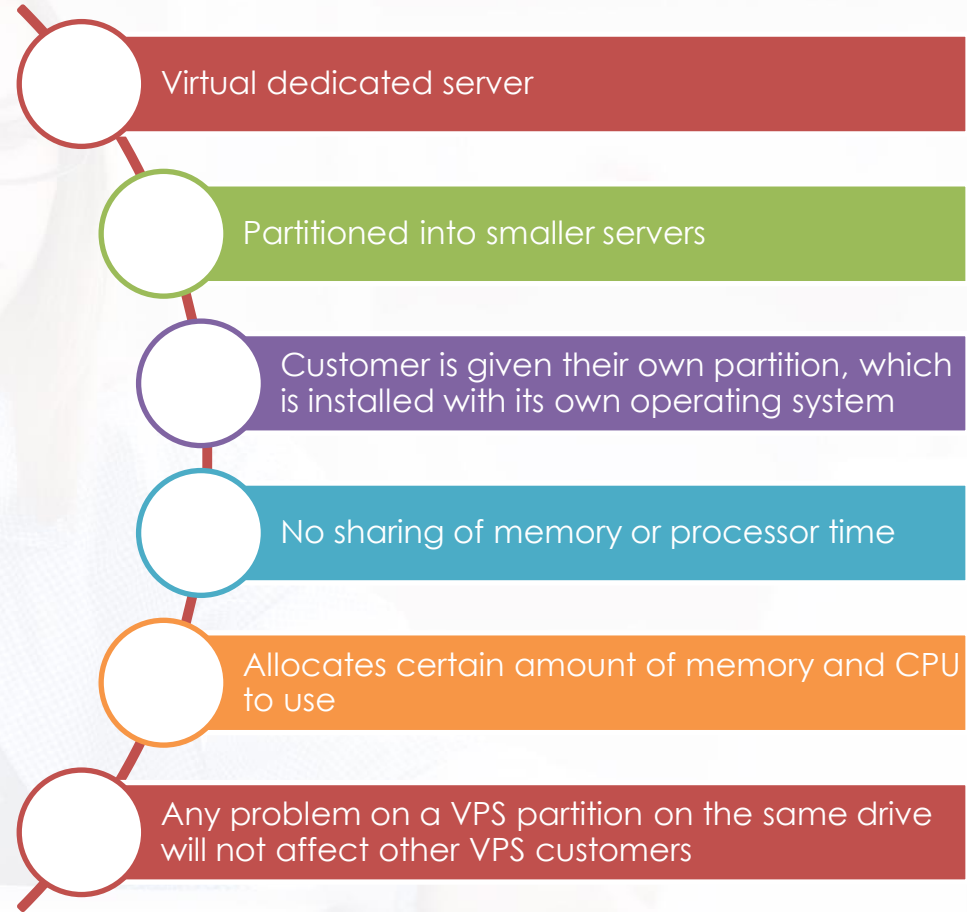 Virtual dedicated server
Partitioned into smaller servers
Customer is given their own partition, which
is installed with its own operating system
No sharing of memory or processor time
Allocates certain amount of memory and CPU
to use
Any problem on a VPS partition on the same drive
will not affect other VPS customers